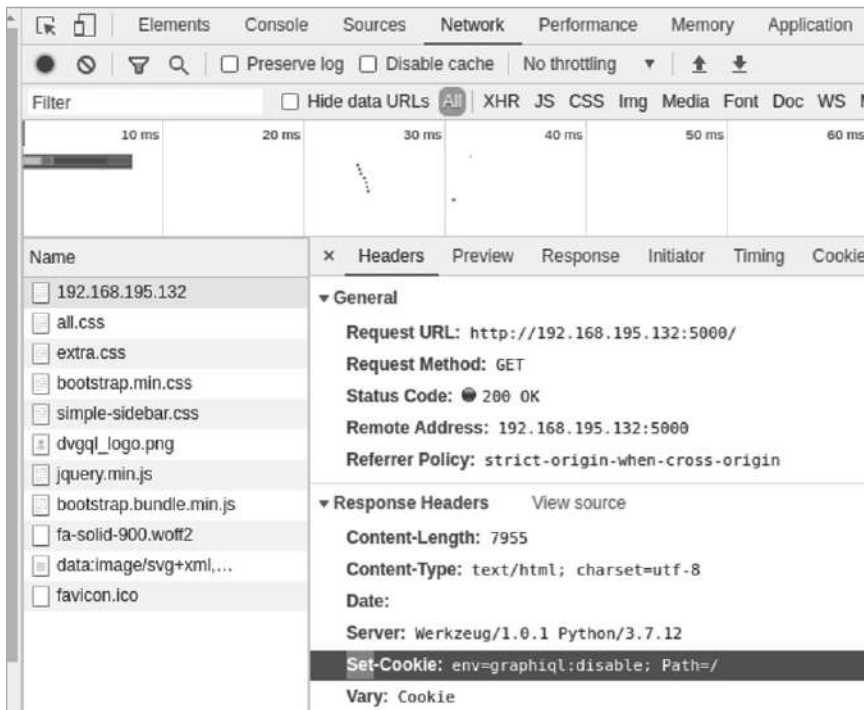 Elements Console Sources Network Performance Memory Application
Preserve log Disable cache No throttling
Filter Hide data URLs All XHR JS CSS Img Media Font Doc WS
10 ms 20 ms 30 ms 40 ms 50 ms 60 ms
Name
192.168.195.132
all.css
extra.css
bootstrap.min.css
simple-sidebar.css
dvgql_logo.png
jquery.min.js
bootstrap.bundle.min.js
fa-solid-900.woff2
data:image/svg+xml,…
favicon.ico
× Headers Preview Response Initiator Timing Cookie
General
Request URL: http://192.168.195.132:5000/
Request Method: GET
Status Code: 200 OK
Remote Address: 192.168.195.132:5000
Referrer Policy: strict-origin-when-cross-origin
Response Headers View source
Content-Length: 7955
Content-Type: text/html; charset=utf-8
Date:
Server: Werkzeug/1.0.1 Python/3.7.12
Set-Cookie: env=graphiql:disable; Path=/
Vary: Cookie